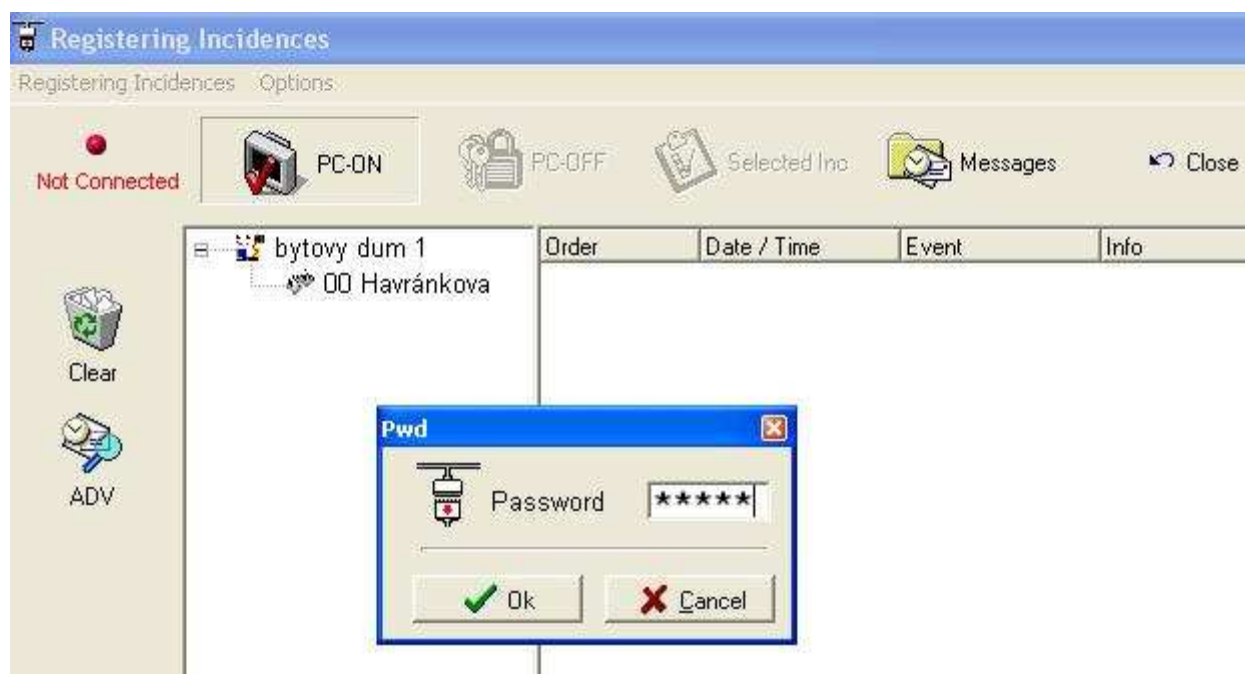 Registering Incidences
Registering Incidences Options
Not Connected PC-ON PC-OFF Selected Inc Messages Close
bytovy dum 1 Order Date / Time Event Info
00 Havránkova
Clear
Pwd
Password *****
ADV
Ok Cancel